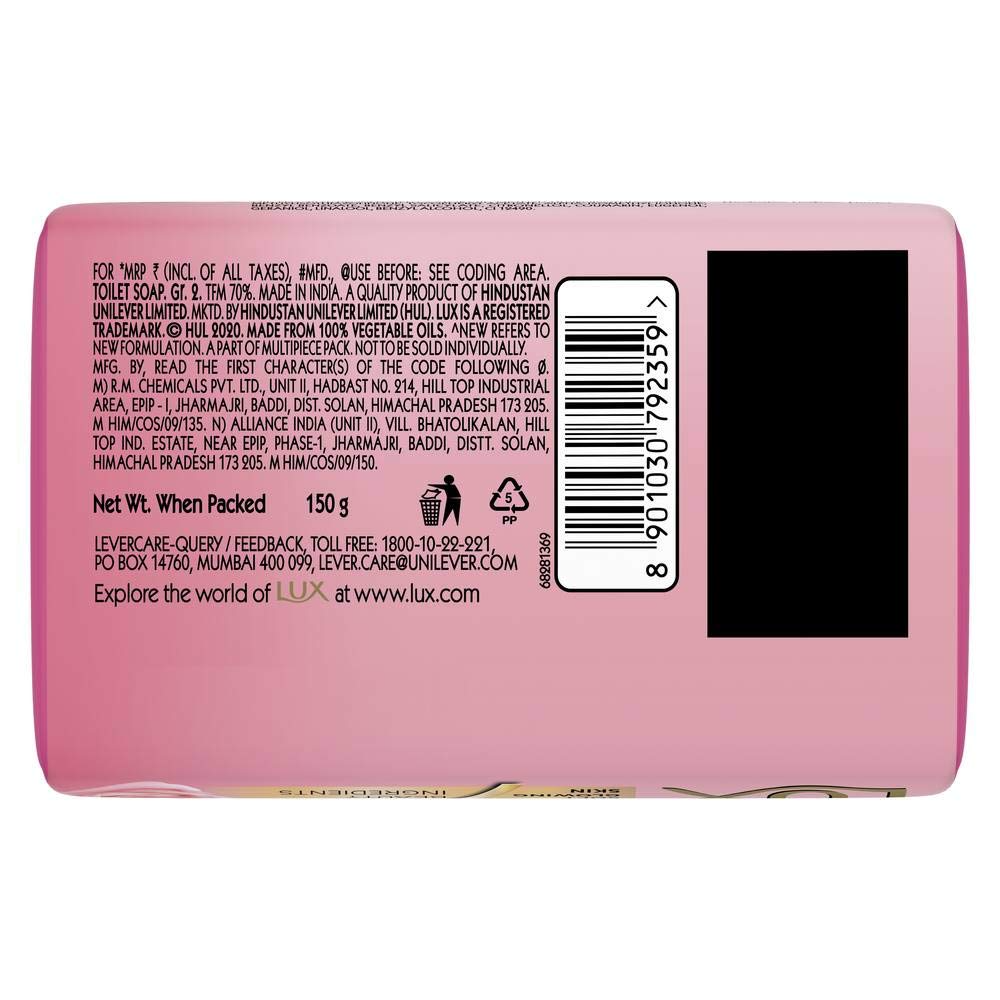 GERANIOL, LINALOOL, BENZYL ALCOHOL, CI 12490.
FOR *MRP ₹ (INCL. OF ALL TAXES), #MFD., @USE BEFORE: SEE CODING AREA.
TOILET SOAP. Gr. 2. TFM 70%. MADE IN INDIA. A QUALITY PRODUCT OF HINDUSTAN
UNILEVER LIMITED. MKTD. BY HINDUSTAN UNILEVER LIMITED (HUL). LUX IS A REGISTERED
TRADEMARK. © HUL 2020. MADE FROM 100% VEGETABLE OILS. ^NEW REFERS TO
NEW FORMULATION. A PART OF MULTIPIECE PACK. NOT TO BE SOLD INDIVIDUALLY.
MFG. BY, READ THE FIRST CHARACTER(S) OF THE CODE FOLLOWING Ø.
M) R.M. CHEMICALS PVT. LTD., UNIT II, HADBAST NO. 214, HILL TOP INDUSTRIAL
AREA, EPIP - I, JHARMAJRI, BADDI, DIST. SOLAN, HIMACHAL PRADESH 173 205.
M HIM/COS/09/135. N) ALLIANCE INDIA (UNIT II), VILL. BHATOLIKALAN, HILL
TOP IND. ESTATE, NEAR EPIP, PHASE-1, JHARMAJRI, BADDI, DISTT. SOLAN,
HIMACHAL PRADESH 173 205. M HIM/COS/09/150.
Net Wt. When Packed 150 g
5
PP
LEVERCARE-QUERY / FEEDBACK, TOLL FREE: 1800-10-22-221,
PO BOX 14760, MUMBAI 400 099, LEVER.CARE@UNILEVER.COM
Explore the world of LUX at www.lux.com
68281369
8 901030 792359 >
GLOWING
SKIN
BEAUTY
INGREDIENTS